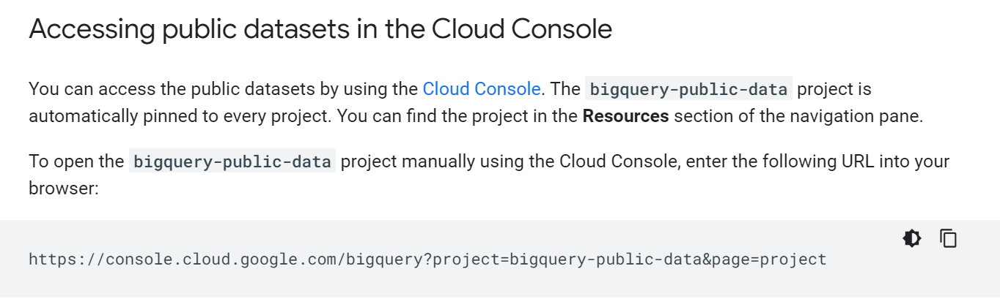 Accessing public datasets in the Cloud Console
You can access the public datasets by using the Cloud Console. The bigquery-public-data project is
automatically pinned to every project. You can find the project in the Resources section of the navigation pane.
To open the bigquery-public-data project manually using the Cloud Console, enter the following URL into your
browser:
https://console.cloud.google.com/bigquery?project=bigquery-public-data&page=project